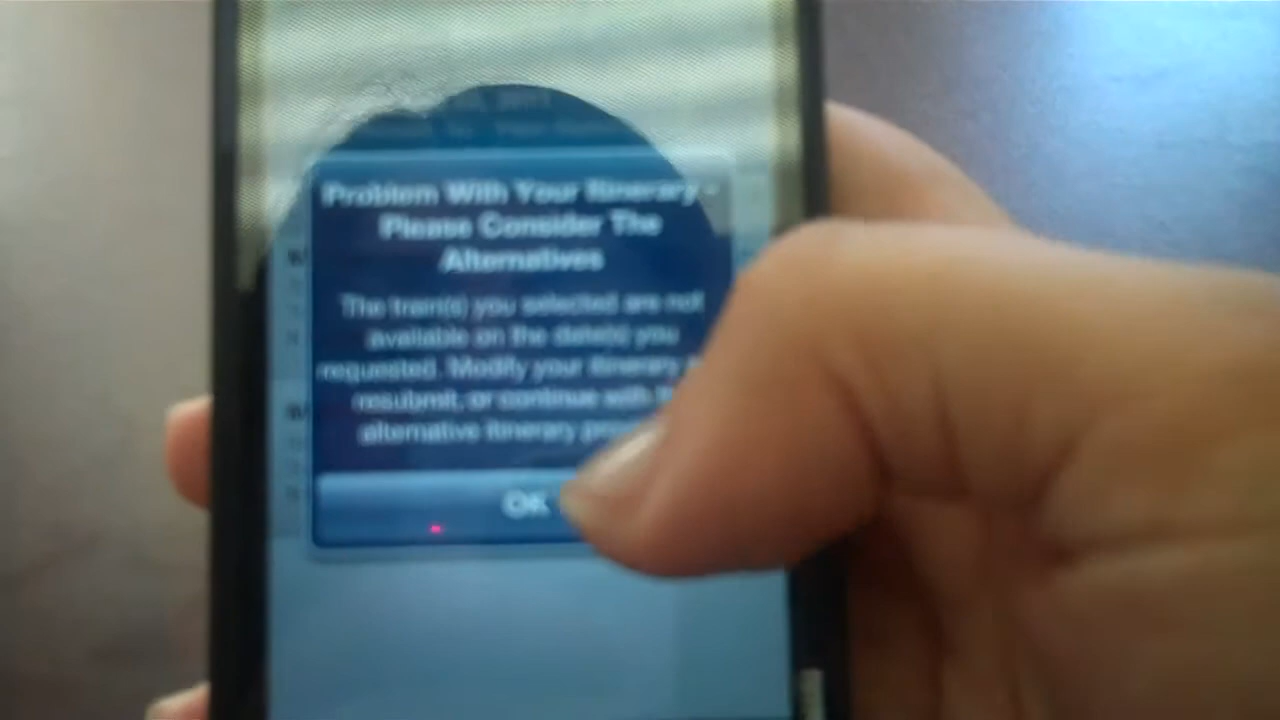 Problem With Your Itinerary -
Please Consider The
Alternatives
The train(s) you selected are not
available on the date(s) you
requested. Modify your itinerary
resubmit, or continue with
alternative itinerary
OK